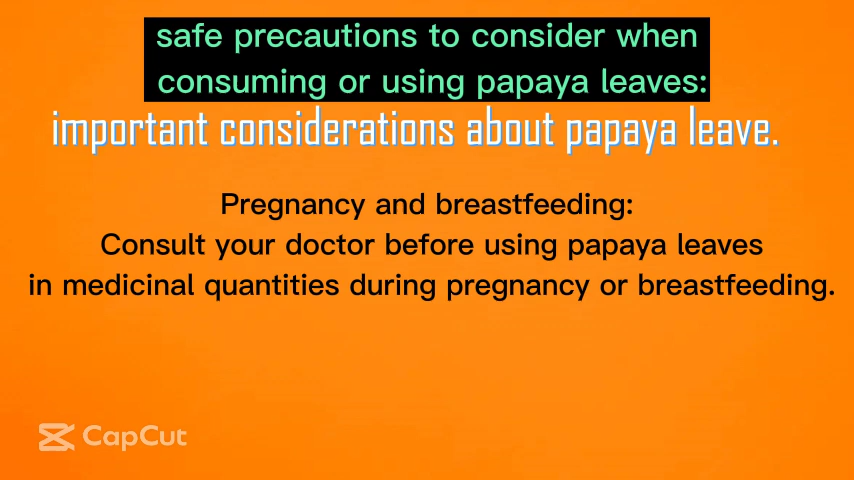 safe precautions to consider when
consuming or using papaya leaves:
important considerations about papaya leave.
Pregnancy and breastfeeding:
Consult your doctor before using papaya leaves
in medicinal quantities during pregnancy or breastfeeding.
CapCut